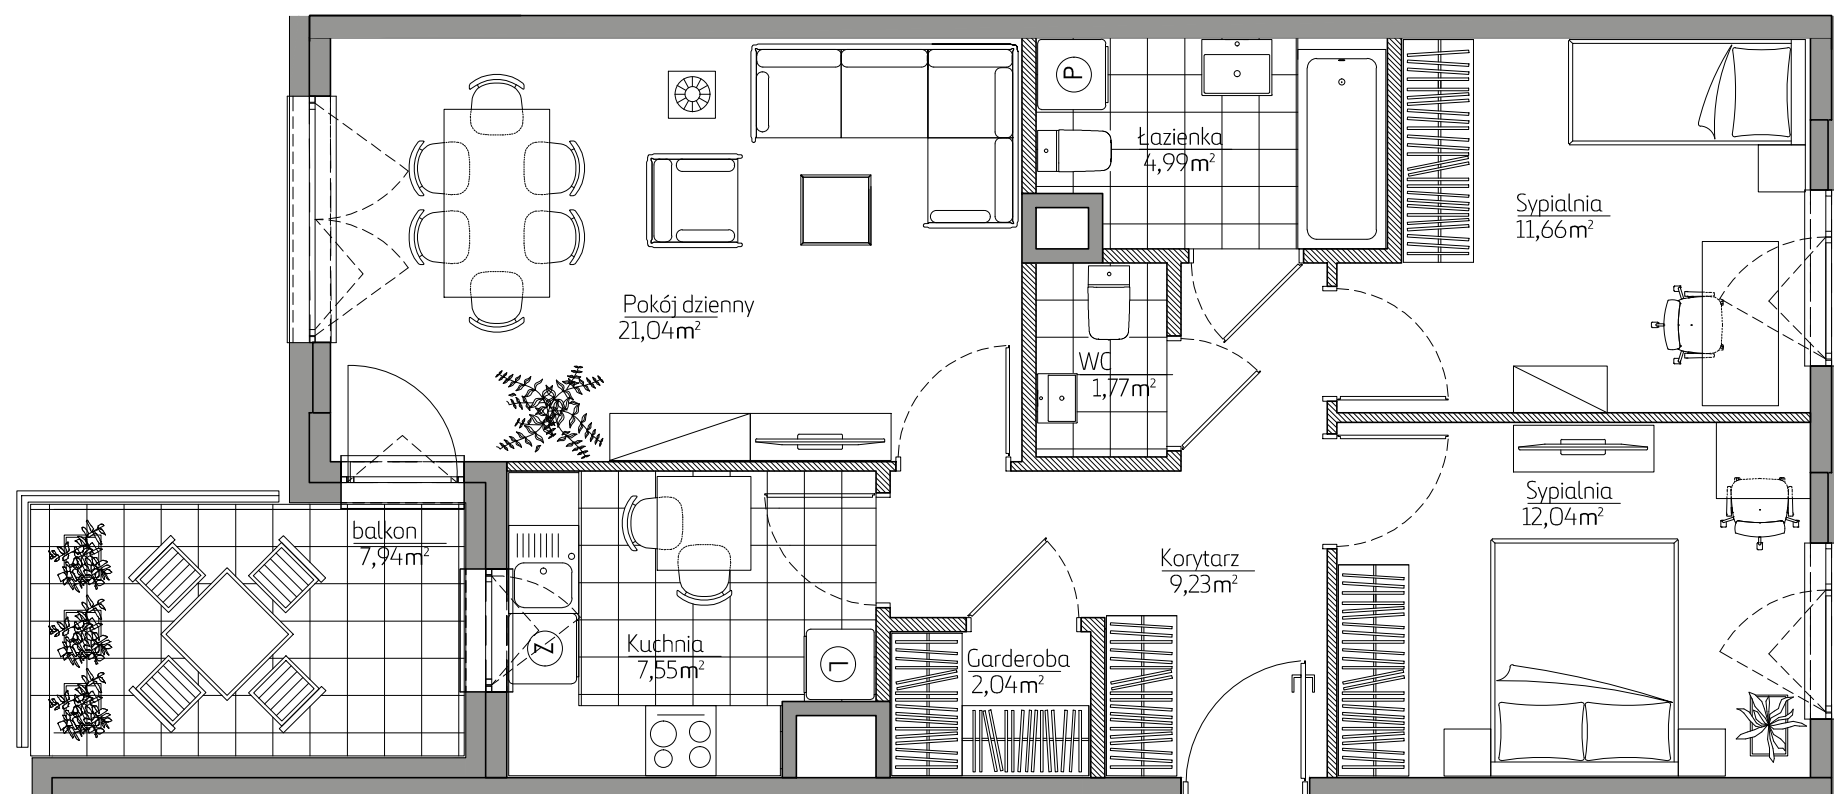 P
Łazienka
4,99m²
Sypialnia
11,66m²
Pokój dzienny
21,04m²
WC
1,77m²
Sypialnia
12,04m²
balkon
7,94m²
Korytarz
9,23m²
Kuchnia
7,55m²
Z
L
Garderoba
2,04m²